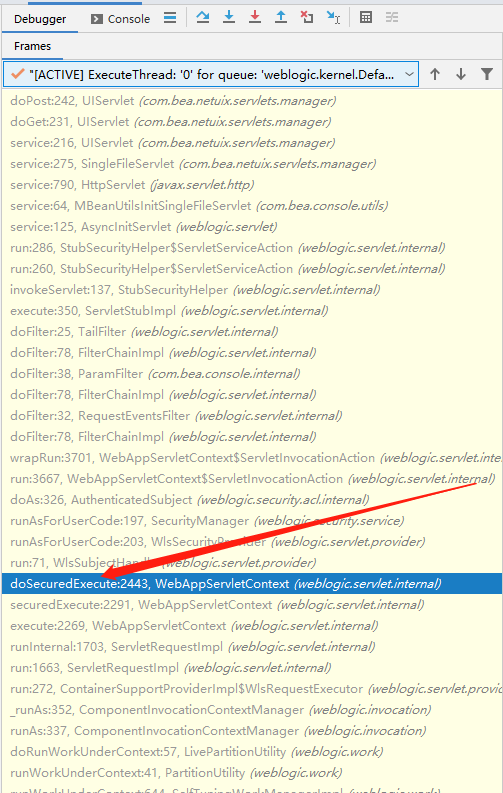 Debugger Console
Frames
"[ACTIVE] ExecuteThread: '0' for queue: 'weblogic.kernel.Defa...
doPost:242, UIServlet (com.bea.netuix.servlets.manager)
doGet:231, UIServlet (com.bea.netuix.servlets.manager)
service:216, UIServlet (com.bea.netuix.servlets.manager)
service:275, SingleFileServlet (com.bea.netuix.servlets.manager)
service:790, HttpServlet (javax.servlet.http)
service:64, MBeanUtilsInitSingleFileServlet (com.bea.console.utils)
service:125, AsyncInitServlet (weblogic.servlet)
run:286, StubSecurityHelper$ServletServiceAction (weblogic.servlet.internal)
run:260, StubSecurityHelper$ServletServiceAction (weblogic.servlet.internal)
invokeServlet:137, StubSecurityHelper (weblogic.servlet.internal)
execute:350, ServletStubImpl (weblogic.servlet.internal)
doFilter:25, TailFilter (weblogic.servlet.internal)
doFilter:78, FilterChainImpl (weblogic.servlet.internal)
doFilter:38, ParamFilter (com.bea.console.internal)
doFilter:78, FilterChainImpl (weblogic.servlet.internal)
doFilter:32, RequestEventsFilter (weblogic.servlet.internal)
doFilter:78, FilterChainImpl (weblogic.servlet.internal)
wrapRun:3701, WebAppServletContext$ServletInvocationAction (weblogic.servlet.inte
run:3667, WebAppServletContext$ServletInvocationAction (weblogic.servlet.internal)
doAs:326, AuthenticatedSubject (weblogic.security.acl.internal)
runAsForUserCode:197, SecurityManager (weblogic.security.service)
runAsForUserCode:203, WlsSecurityProvider (weblogic.servlet.provider)
run:71, WlsSubjectHandle (weblogic.servlet.provider)
doSecuredExecute:2443, WebAppServletContext (weblogic.servlet.internal)
securedExecute:2291, WebAppServletContext (weblogic.servlet.internal)
execute:2269, WebAppServletContext (weblogic.servlet.internal)
runInternal:1703, ServletRequestImpl (weblogic.servlet.internal)
run:1663, ServletRequestImpl (weblogic.servlet.internal)
run:272, ContainerSupportProviderImpl$WlsRequestExecutor (weblogic.servlet.provid
_runAs:352, ComponentInvocationContextManager (weblogic.invocation)
runAs:337, ComponentInvocationContextManager (weblogic.invocation)
doRunWorkUnderContext:57, LivePartitionUtility (weblogic.work)
runWorkUnderContext:41, PartitionUtility (weblogic.work)
runWorkUnderContext:644, SelfTuningWorkManagerImpl (weblogic.work)